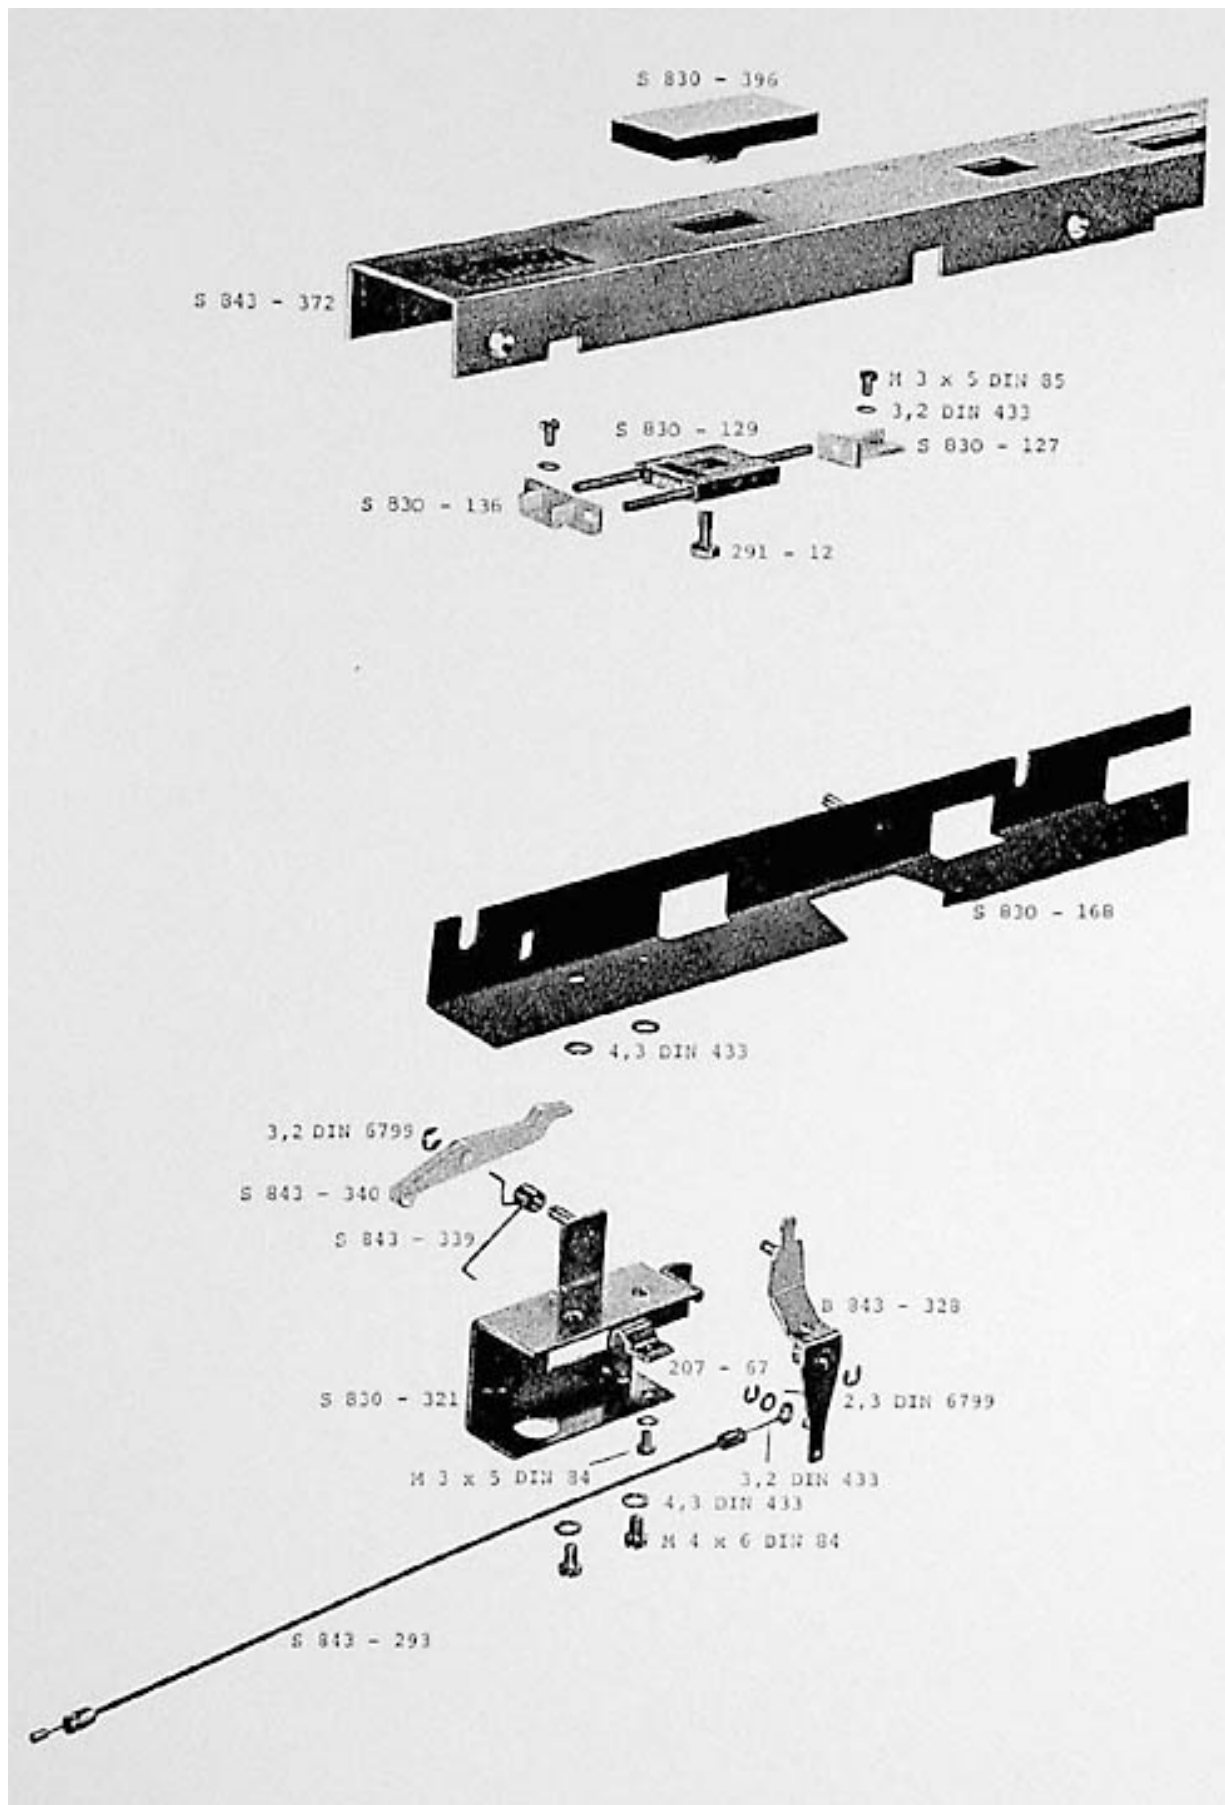 S 830 - 396
S 843 - 372
M 3 x 5 DIN 85
3,2 DIN 433
S 830 - 129
S 830 - 127
S 830 - 136
291 - 12
S 830 - 168
4,3 DIN 433
3,2 DIN 6799
S 843 - 340
S 843 - 339
B 843 - 328
207 - 67
S 830 - 321
2,3 DIN 6799
M 3 x 5 DIN 84
3,2 DIN 433
4,3 DIN 433
M 4 x 6 DIN 84
S 843 - 293